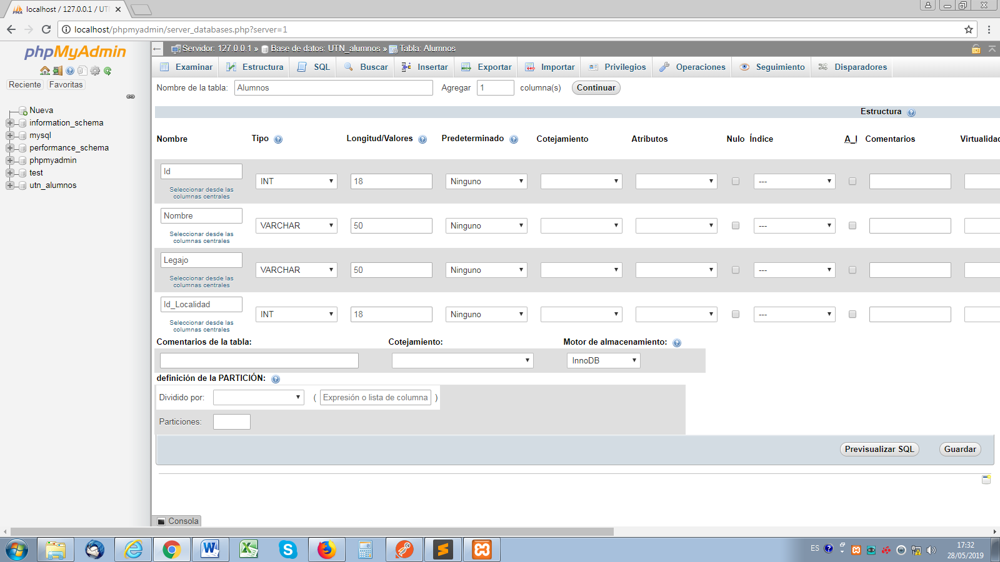 localhost / 127.0.0.1 / UT
localhost/phpmyadmin/server_databases.php?server=1
phpMyAdmin
Reciente Favoritas
Nueva
information_schema
mysql
performance_schema
phpmyadmin
test
utn_alumnos
Servidor: 127.0.0.1 » Base de datos: UTN_alumnos » Tabla: Alumnos
Examinar Estructura SQL Buscar Insertar Exportar Importar Privilegios Operaciones Seguimiento Disparadores
Nombre de la tabla: Alumnos Agregar 1 columna(s) Continuar
Estructura
Nombre Tipo Longitud/Valores Predeterminado Cotejamiento Atributos Nulo Índice A_I Comentarios Virtualidad
Id INT 18 Ninguno ---
Seleccionar desde las
columnas centrales
Nombre VARCHAR 50 Ninguno ---
Seleccionar desde las
columnas centrales
Legajo VARCHAR 50 Ninguno ---
Seleccionar desde las
columnas centrales
Id_Localidad INT 18 Ninguno ---
Seleccionar desde las
columnas centrales
Comentarios de la tabla: Cotejamiento: Motor de almacenamiento:
InnoDB
definición de la PARTICIÓN:
Dividido por: ( Expresión o lista de columna )
Particiones:
Previsualizar SQL Guardar
Consola
ES 17:32
28/05/2019